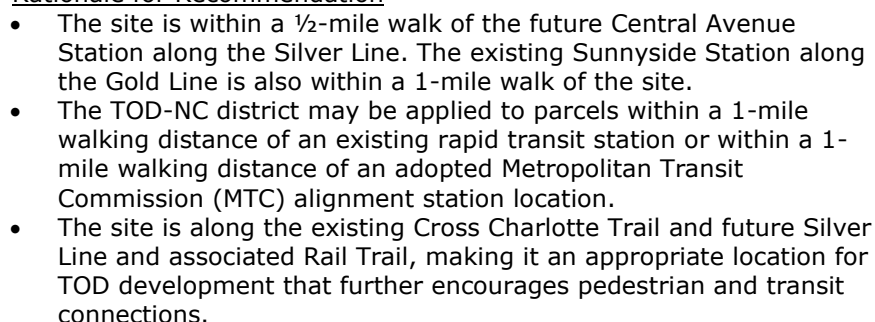 Rationale for Recommendation
• The site is within a ½-mile walk of the future Central Avenue
Station along the Silver Line. The existing Sunnyside Station along
the Gold Line is also within a 1-mile walk of the site.
• The TOD-NC district may be applied to parcels within a 1-mile
walking distance of an existing rapid transit station or within a 1-
mile walking distance of an adopted Metropolitan Transit
Commission (MTC) alignment station location.
• The site is along the existing Cross Charlotte Trail and future Silver
Line and associated Rail Trail, making it an appropriate location for
TOD development that further encourages pedestrian and transit
connections.